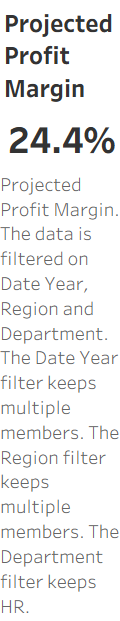 Projected
Profit
Margin
24.4%
Projected
Profit Margin.
The data is
filtered on
Date Year,
Region and
Department.
The Date Year
filter keeps
multiple
members. The
Region filter
keeps
multiple
members. The
Department
filter keeps
HR.